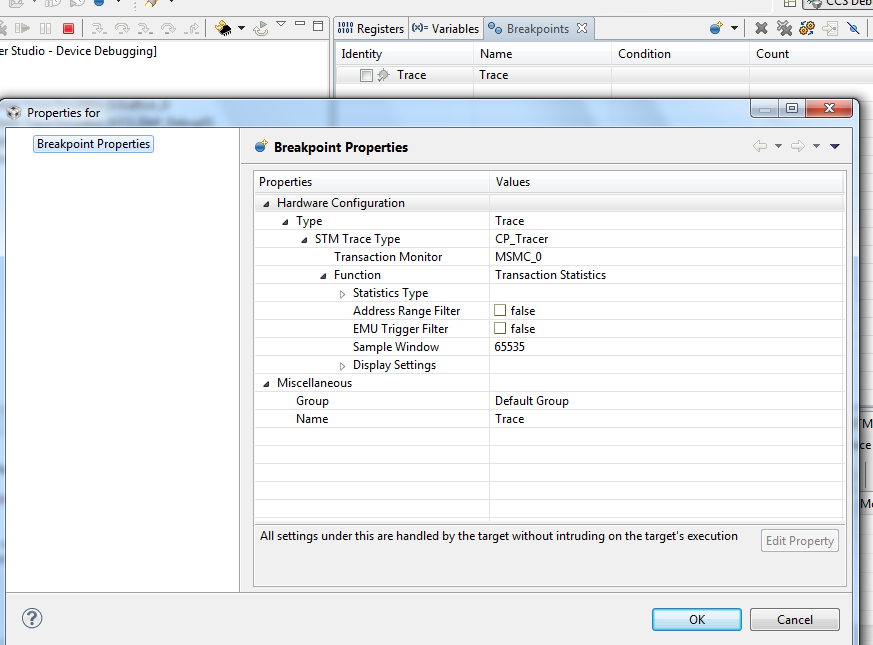 CCS Deb
er Studio - Device Debugging]
Registers (x)= Variables Breakpoints
Identity Name Condition Count
Trace Trace
Properties for
Breakpoint Properties
Breakpoint Properties
Properties Values
Hardware Configuration
Type Trace
STM Trace Type CP_Tracer
Transaction Monitor MSMC_0
Function Transaction Statistics
Statistics Type
Address Range Filter false
EMU Trigger Filter false
Sample Window 65535
Display Settings
Miscellaneous
Group Default Group
Name Trace
All settings under this are handled by the target without intruding on the target's execution
Edit Property
OK Cancel